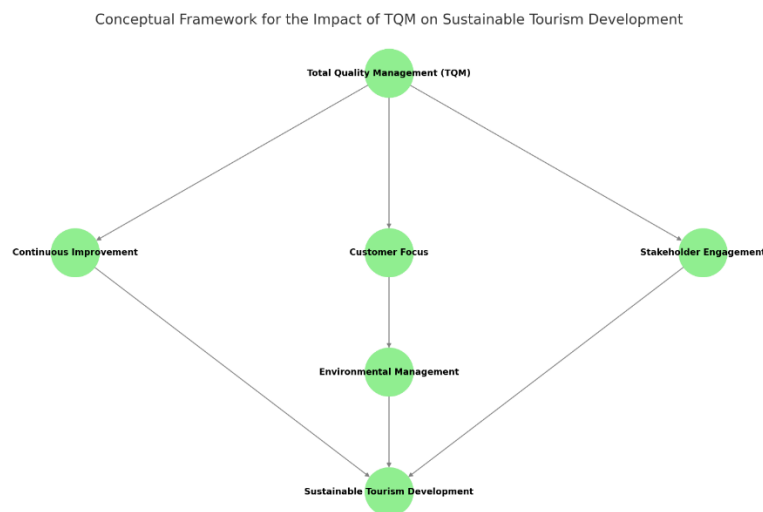 Conceptual Framework for the Impact of TQM on Sustainable Tourism Development
Total Quality Management (TQM)
Continuous Improvement
Customer Focus
Stakeholder Engagement
Environmental Management
Sustainable Tourism Development